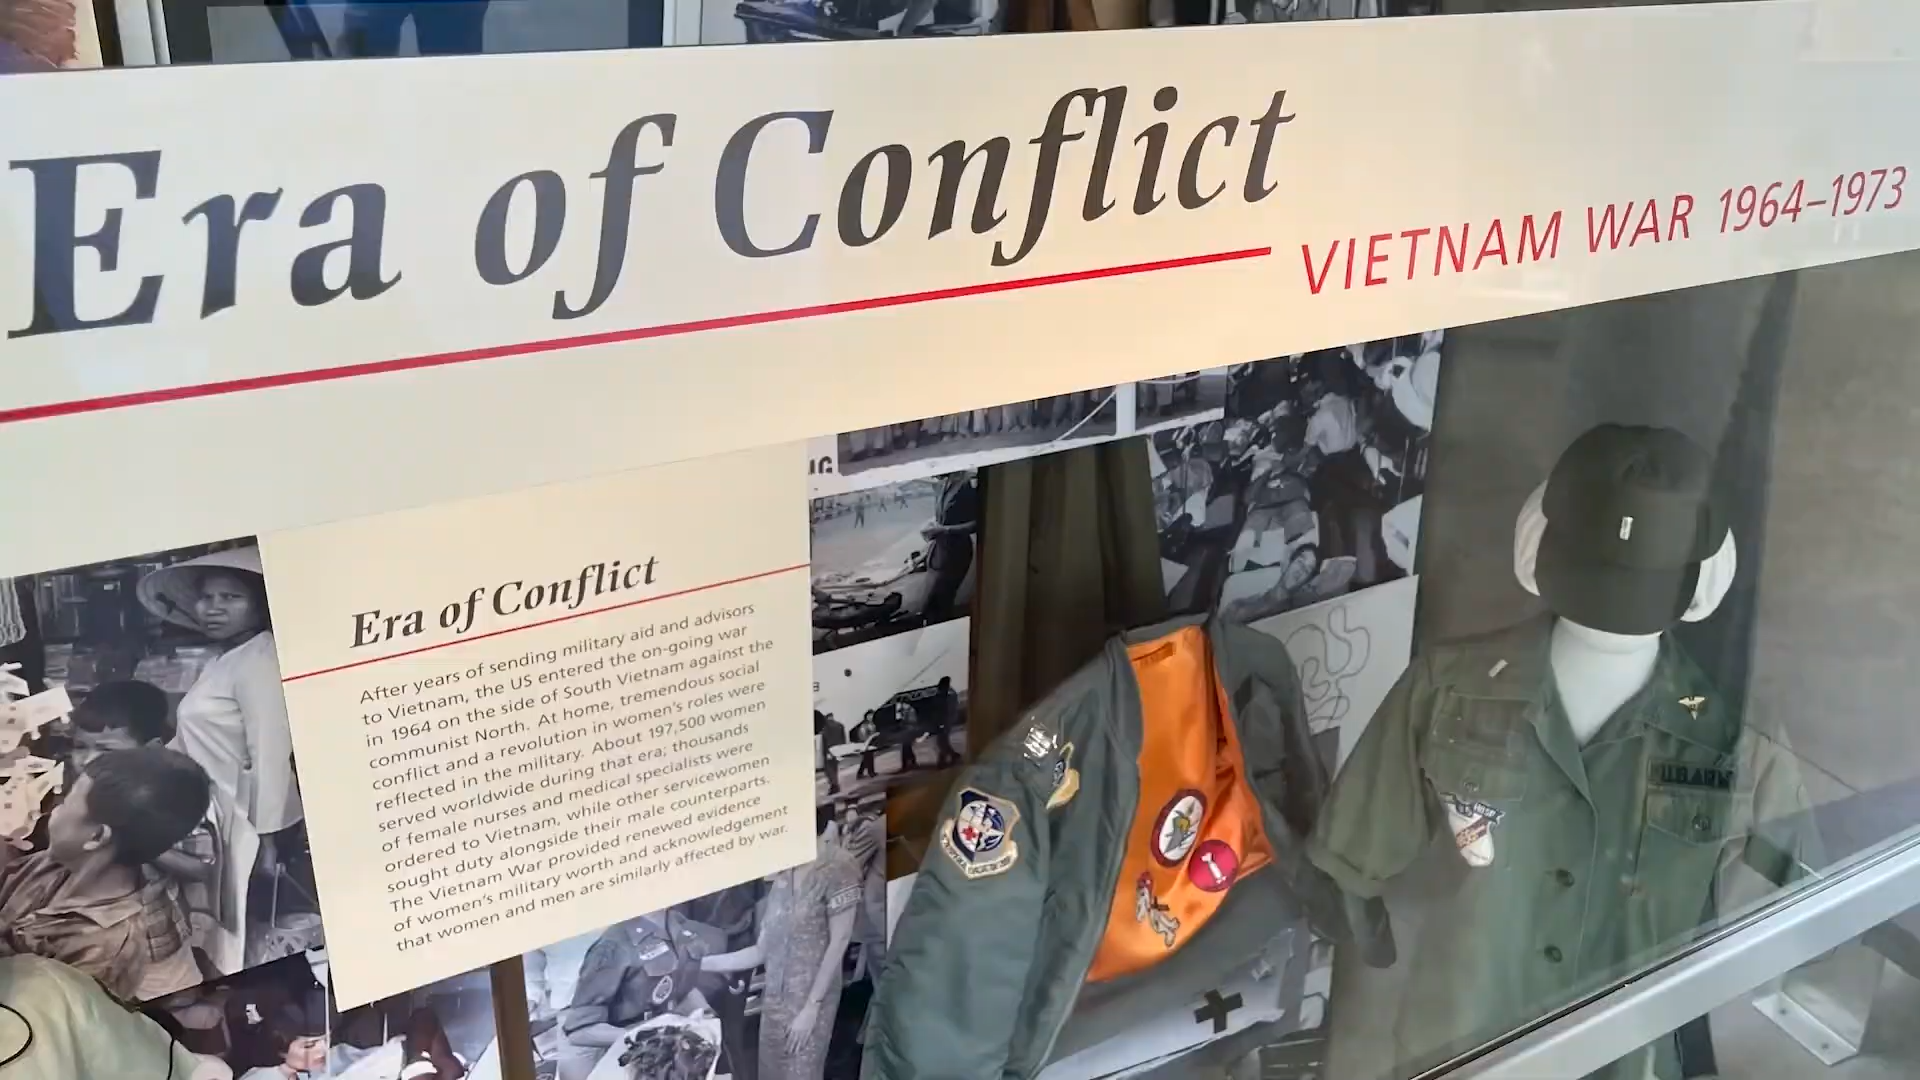 Era of Conflict
VIETNAM WAR 1964–1973
Era of Conflict
After years of sending military aid and advisors
to Vietnam, the US entered the on-going war
in 1964 on the side of South Vietnam against the
communist North. At home, tremendous social
conflict and a revolution in women's roles were
reflected in the military. About 197,500 women
served worldwide during that era; thousands
of female nurses and medical specialists were
ordered to Vietnam, while other servicewomen
sought duty alongside their male counterparts.
The Vietnam War provided renewed evidence
of women's military worth and acknowledgement
that women and men are similarly affected by war.
U.S. ARMY